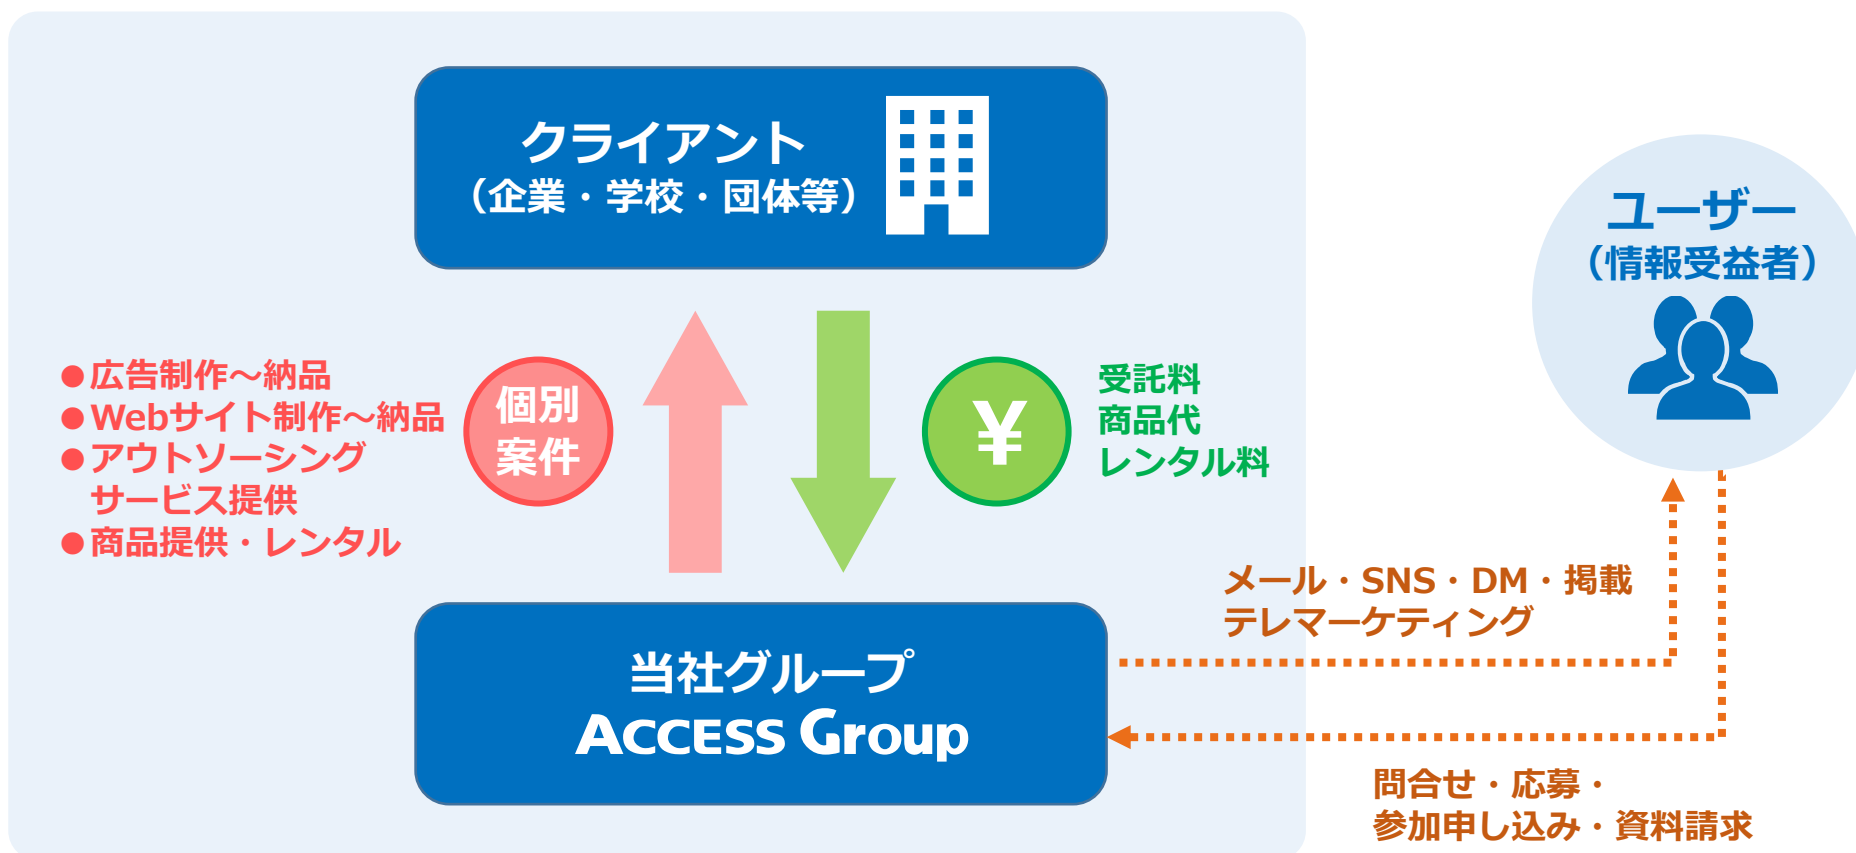 クライアント
（企業・学校・団体等）
ユーザー
（情報受益者）
●広告制作～納品
●Webサイト制作～納品
●アウトソーシング
サービス提供
●商品提供・レンタル
個別
案件
¥
受託料
商品代
レンタル料
メール・SNS・DM・掲載
テレマーケティング
当社グループ
ACCESS Group
問合せ・応募・
参加申し込み・資料請求